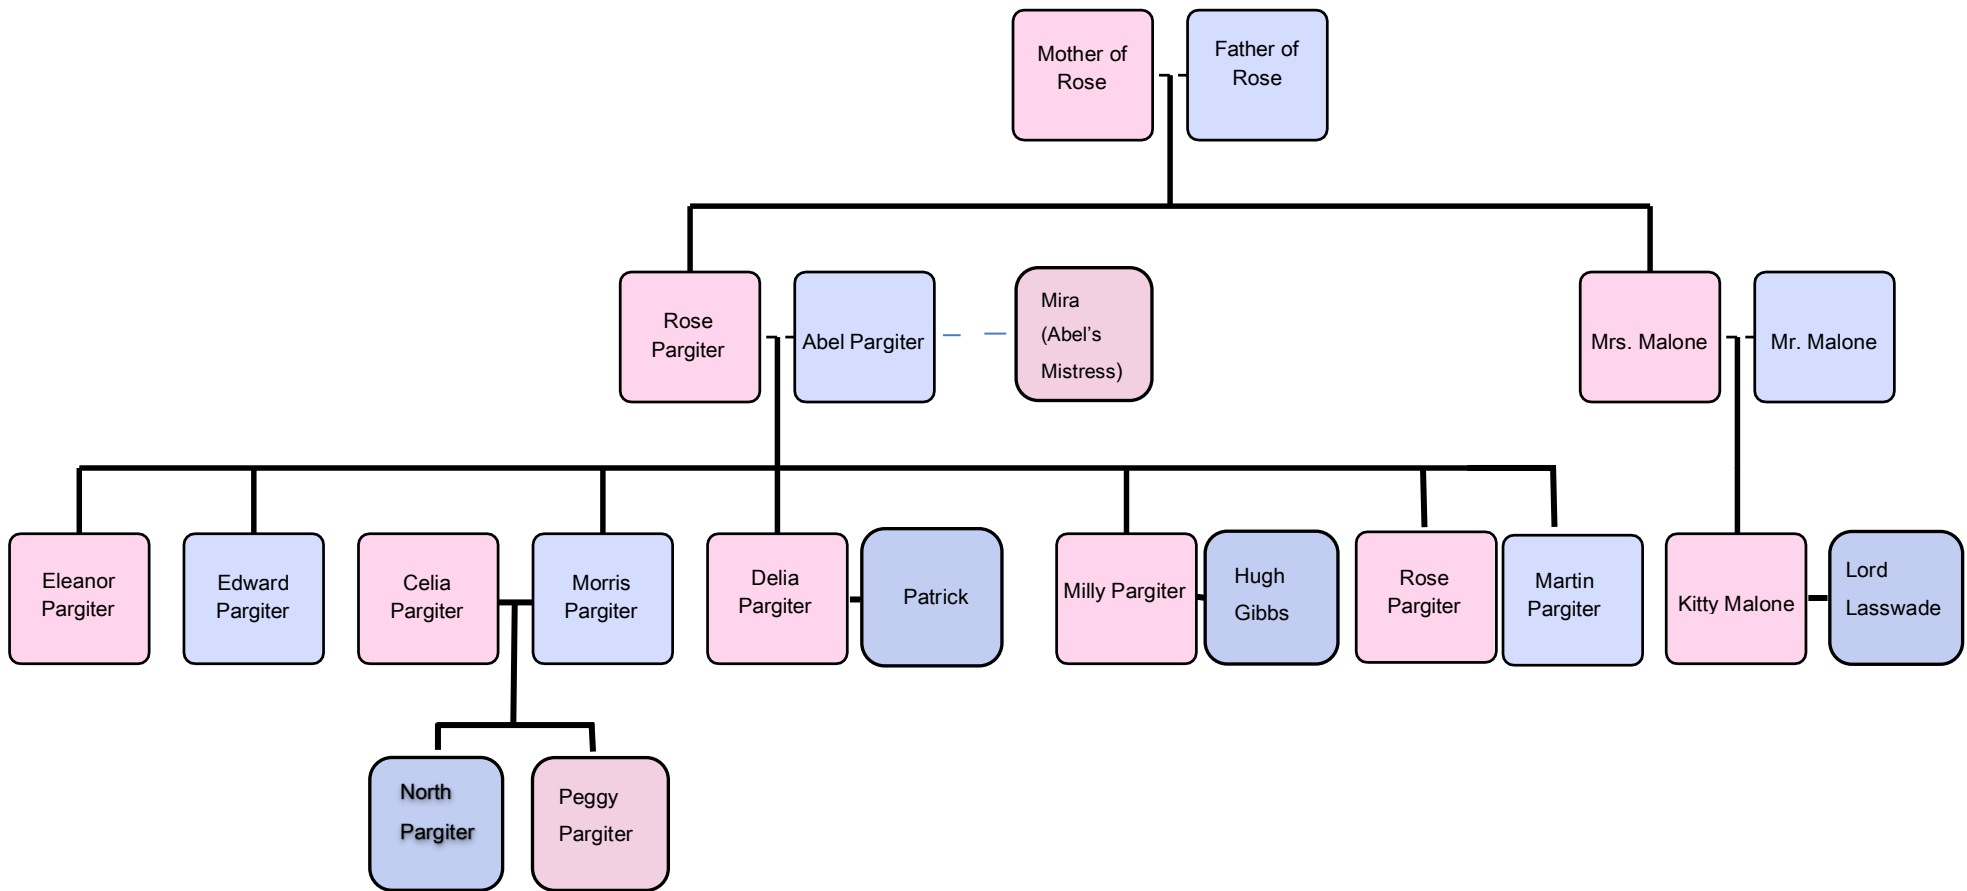 Mother of
Rose
Father of
Rose
Rose
Pargiter
Abel Pargiter
Mira
(Abel’s
Mistress)
Mrs. Malone
Mr. Malone
Eleanor
Pargiter
Edward
Pargiter
Celia
Pargiter
Morris
Pargiter
Delia
Pargiter
Patrick
Milly Pargiter
Hugh
Gibbs
Rose
Pargiter
Martin
Pargiter
Kitty Malone
Lord
Lasswade
North
Pargiter
Peggy
Pargiter